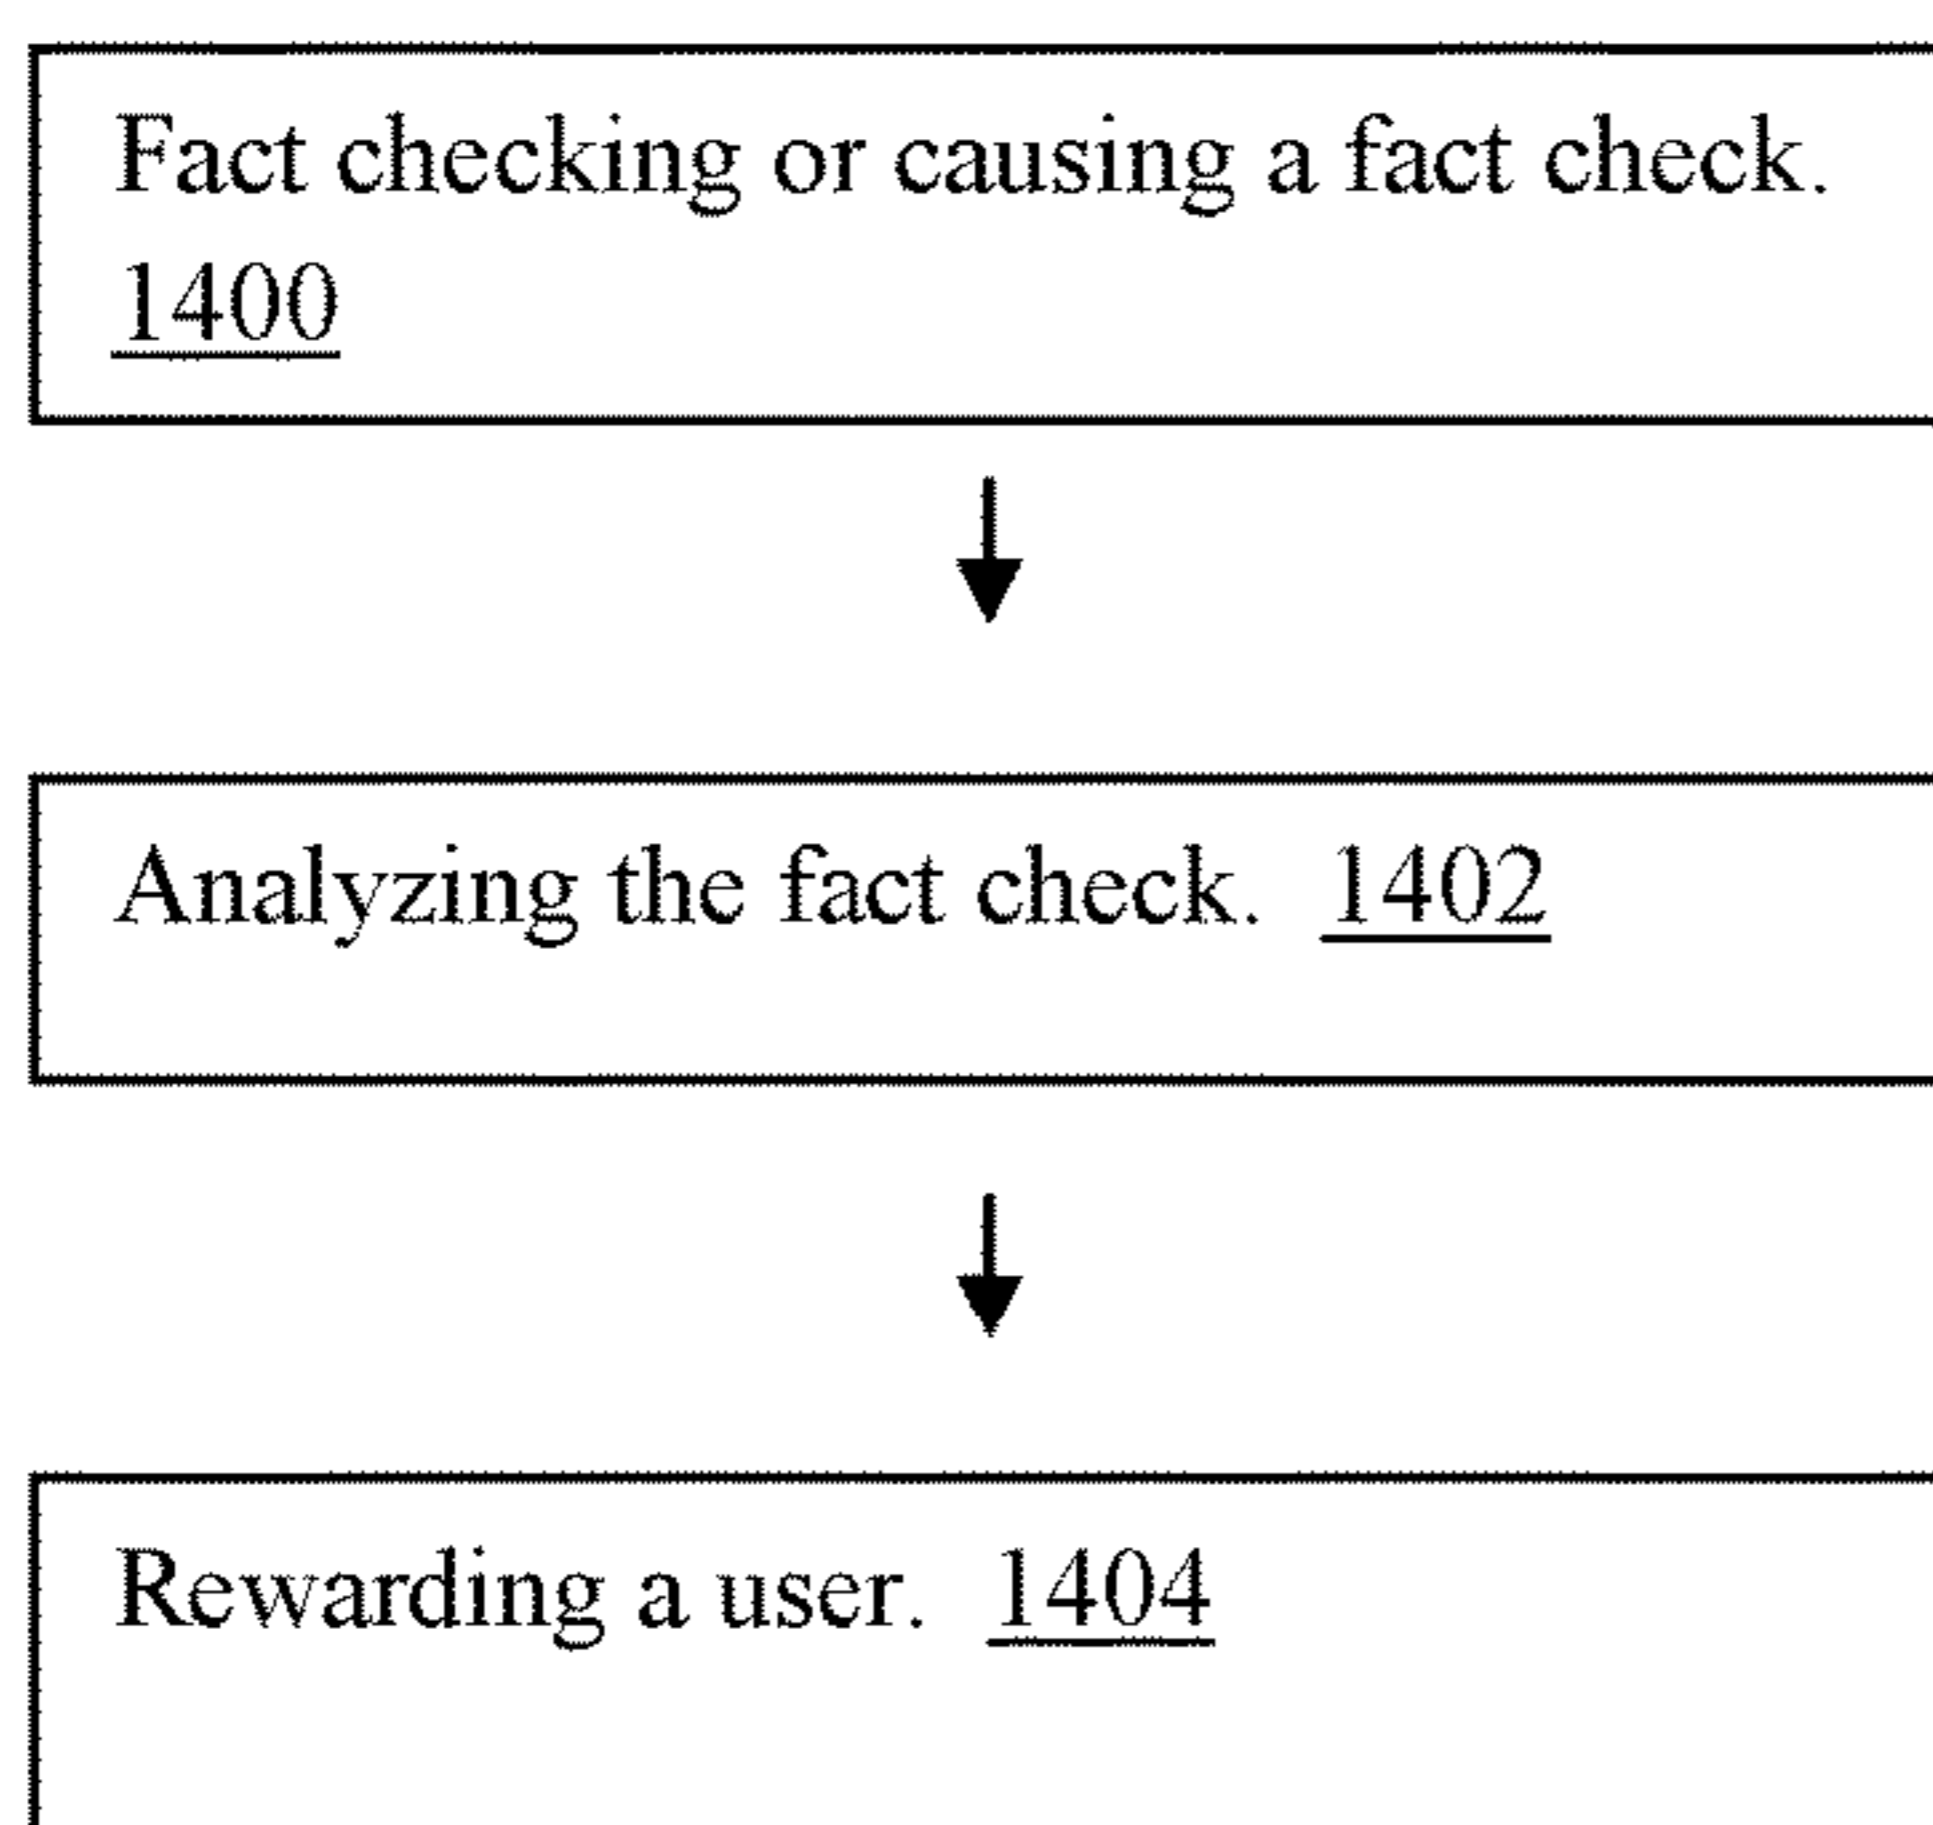 Fact checking or causing a fact check.
1400
Analyzing the fact check. 1402
Rewarding a user. 1404